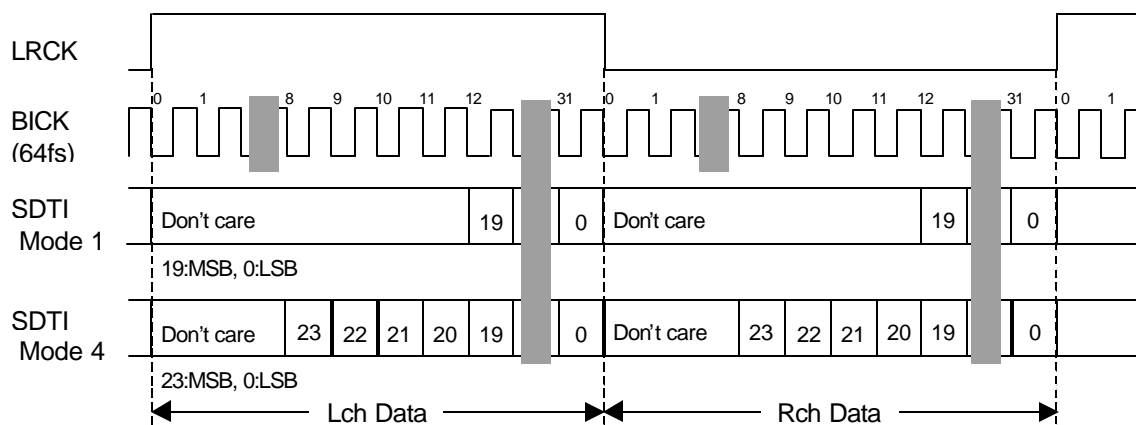 LRCK
0 1 8 9 10 11 12 31 0 1 8 9 10 11 12 31 0 1
BICK
(64fs)
SDTI
Mode 1
Don't care 19 0 Don't care 19 0
19:MSB, 0:LSB
SDTI
Mode 4
Don't care 23 22 21 20 19 0 Don't care 23 22 21 20 19 0
23:MSB, 0:LSB
Lch Data Rch Data